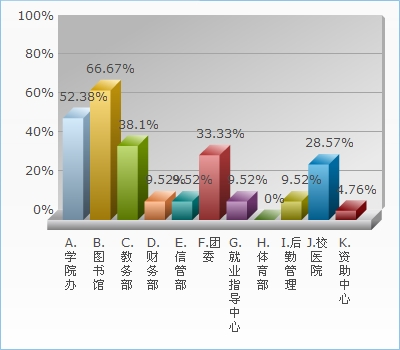 100%
80%
60%
40%
20%
0%
52.38%
66.67%
38.1%
9.52%
9.52%
33.33%
9.52%
0%
9.52%
28.57%
4.76%
A.
学
院
办
B.
图
书
馆
C.
教
务
部
D.
财
务
部
E.
信
管
部
F.团
委
G.
就
业
指
导
中
心
H.
体
育
部
I.后
勤
管
理
J.校
医
院
K.
资
助
中
心